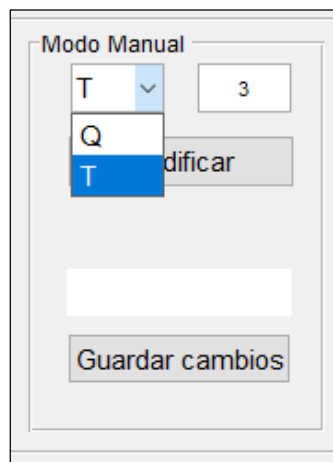 Modo Manual
T 3
Q
T dificar
Guardar cambios